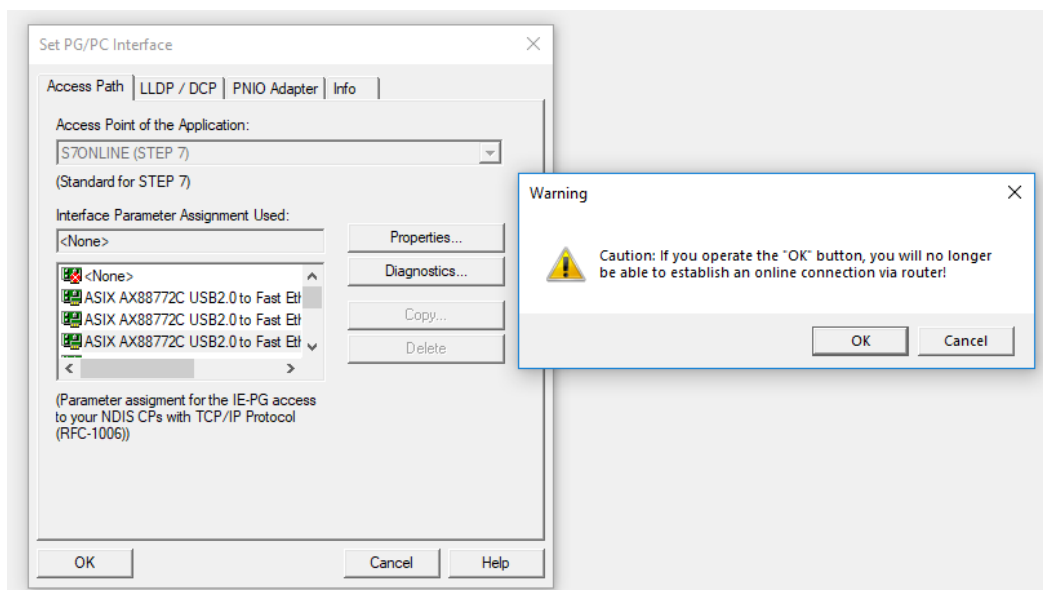 Set PG/PC Interface
Access Path
LLDP / DCP
PNIO Adapter
Info
Access Point of the Application:
S7ONLINE (STEP 7)
(Standard for STEP 7)
Interface Parameter Assignment Used:
<None>
Properties...
Diagnostics...
Copy...
Delete
<None>
ASIX AX88772C USB2.0 to Fast Eth
ASIX AX88772C USB2.0 to Fast Eth
ASIX AX88772C USB2.0 to Fast Eth
(Parameter assigment for the IE-PG access
to your NDIS CPs with TCP/IP Protocol
(RFC-1006))
OK
Cancel
Help
Warning
Caution: If you operate the "OK" button, you will no longer
be able to establish an online connection via router!
OK
Cancel